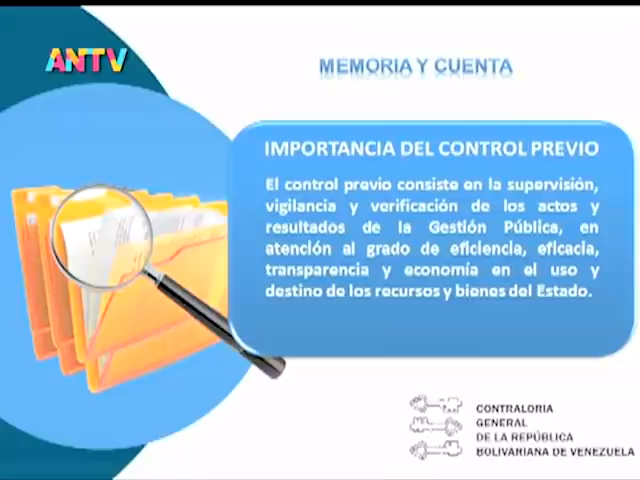 ANTV
MEMORIA Y CUENTA
IMPORTANCIA DEL CONTROL PREVIO
El control previo consiste en la supervisión,
vigilancia y verificación de los actos y
resultados de la Gestión Pública, en
atención al grado de eficiencia, eficacia,
transparencia y economía en el uso y
destino de los recursos y bienes del Estado.
CONTRALORIA
GENERAL
DE LA REPÚBLICA
BOLIVARIANA DE VENEZUELA